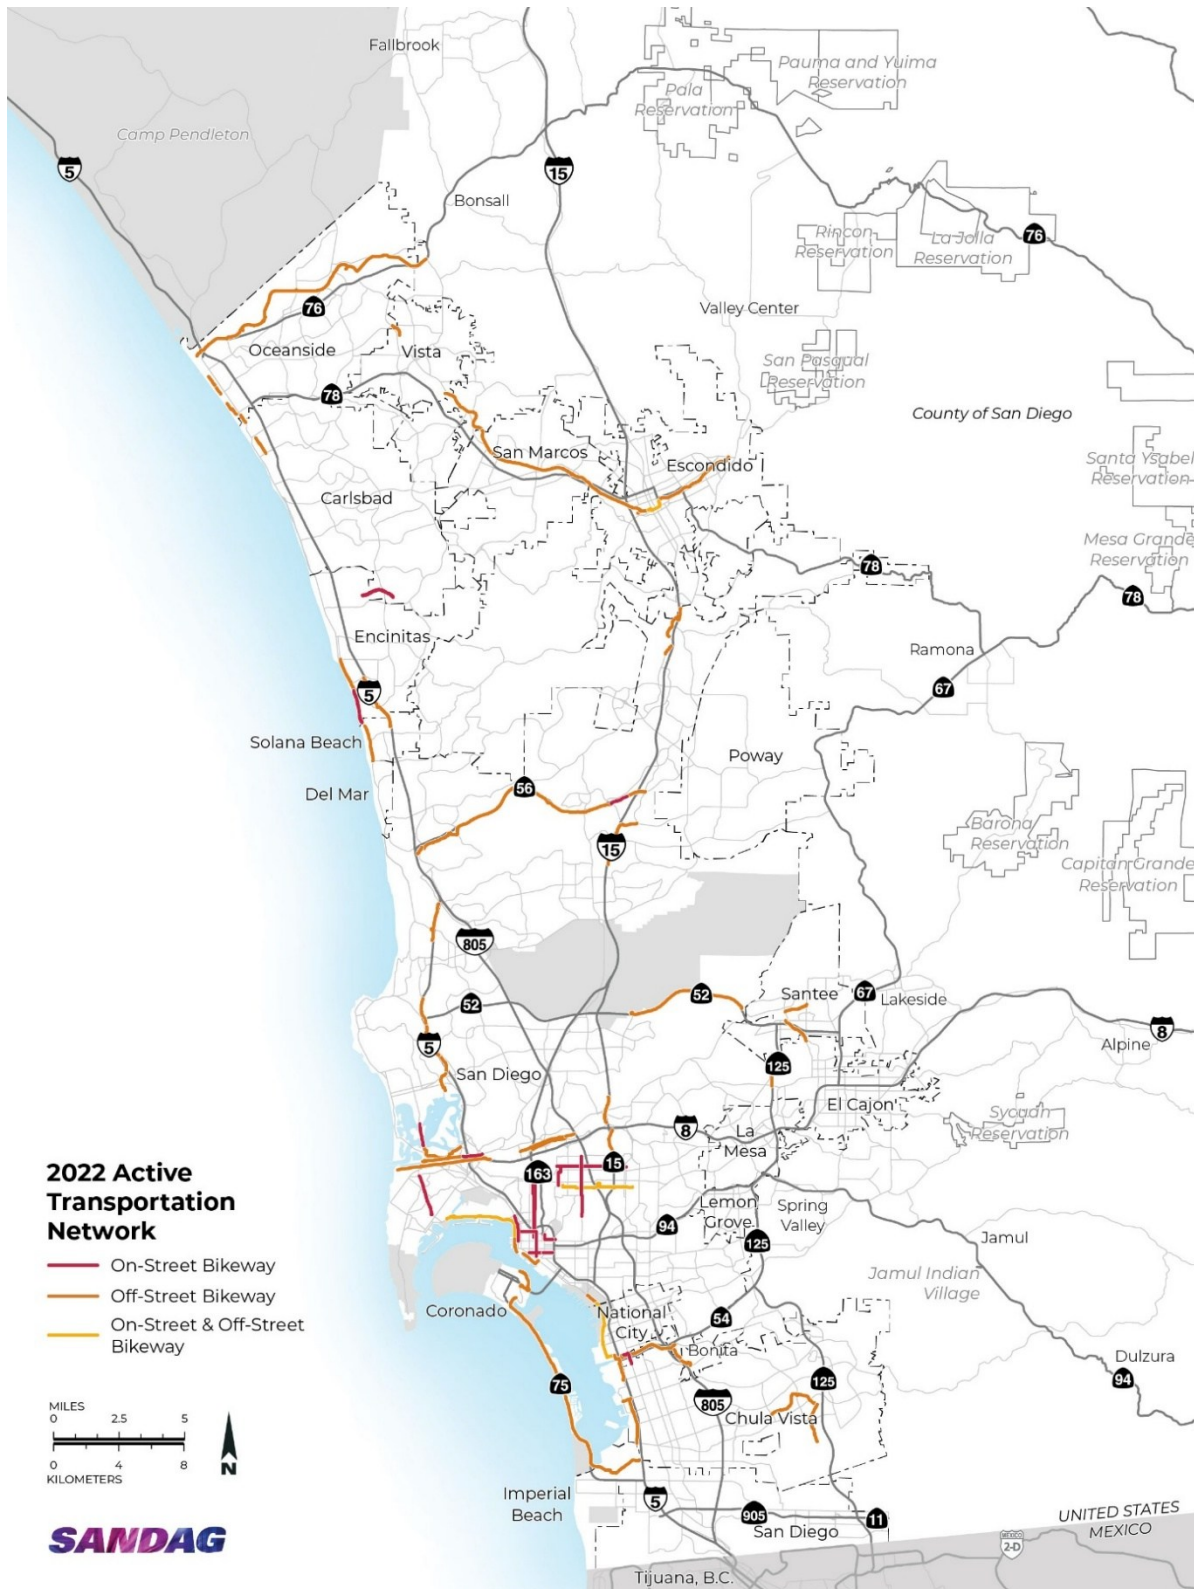 Fallbrook
Pauma and Yuima
Reservation
Pala
Reservation
Camp Pendleton
5
15
Bonsall
Rincon
Reservation
La Jolla
Reservation
76
76
Valley Center
Oceanside
Vista
San Pasqual
Reservation
78
County of San Diego
San Marcos
Escondido
Santa Ysabel
Reservation
Carlsbad
Mesa Grande
Reservation
78
78
Encinitas
Ramona
67
5
Solana Beach
Poway
Del Mar
56
Barona
Reservation
15
Capitan Grande
Reservation
805
52
52
Santee
67
Lakeside
5
8
Alpine
San Diego
125
El Cajon
Sycuan
Reservation
8
La
Mesa
163
15
2022 Active
Transportation
Network
On-Street Bikeway
Off-Street Bikeway
On-Street & Off-Street
Bikeway
Lemon
Grove
Spring
Valley
94
125
Jamul
Jamul Indian
Village
Coronado
National
City
54
Bonita
Dulzura
94
75
125
805
Chula Vista
MILES
0 2.5 5
0 4 8
KILOMETERS
N
Imperial
Beach
5
905
11
San Diego
UNITED STATES
MEXICO
MEXICO
2-D
SANDAG
Tijuana, B.C.